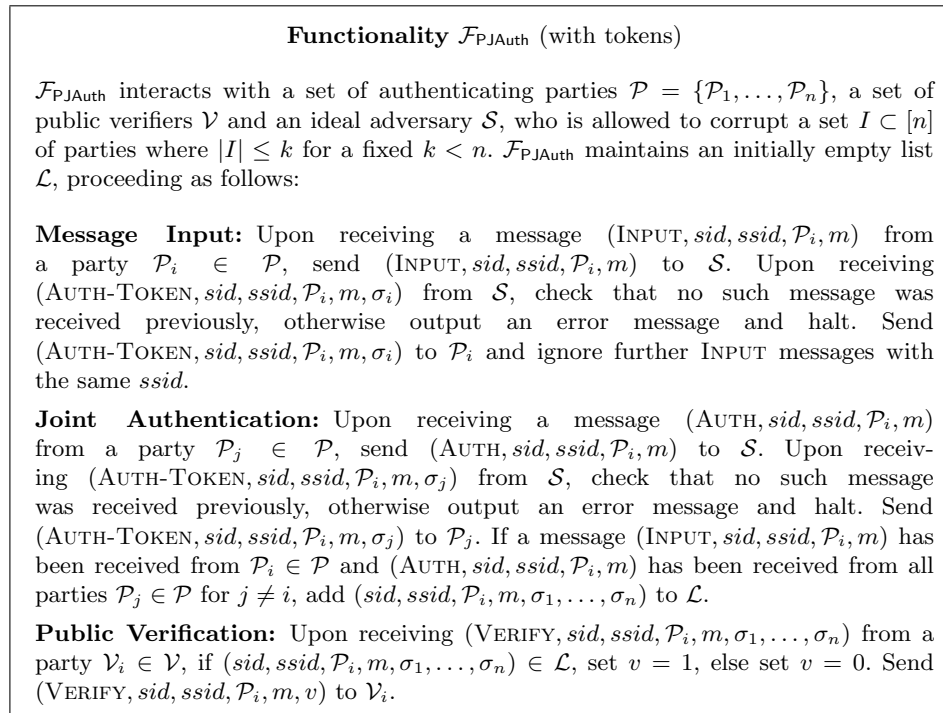 Functionality F_PJAuth (with tokens)
F_PJAuth interacts with a set of authenticating parties P = {P_1, . . . , P_n}, a set of
public verifiers V and an ideal adversary S, who is allowed to corrupt a set I ⊂ [n]
of parties where |I| ≤ k for a fixed k < n. F_PJAuth maintains an initially empty list
L, proceeding as follows:
Message Input: Upon receiving a message (INPUT, sid, ssid, P_i, m) from
a party P_i ∈ P, send (INPUT, sid, ssid, P_i, m) to S. Upon receiving
(AUTH-TOKEN, sid, ssid, P_i, m, σ_i) from S, check that no such message was
received previously, otherwise output an error message and halt. Send
(AUTH-TOKEN, sid, ssid, P_i, m, σ_i) to P_i and ignore further INPUT messages with
the same ssid.
Joint Authentication: Upon receiving a message (AUTH, sid, ssid, P_i, m)
from a party P_j ∈ P, send (AUTH, sid, ssid, P_i, m) to S. Upon receiv-
ing (AUTH-TOKEN, sid, ssid, P_i, m, σ_j) from S, check that no such message
was received previously, otherwise output an error message and halt. Send
(AUTH-TOKEN, sid, ssid, P_i, m, σ_j) to P_j. If a message (INPUT, sid, ssid, P_i, m) has
been received from P_i ∈ P and (AUTH, sid, ssid, P_i, m) has been received from all
parties P_j ∈ P for j ≠ i, add (sid, ssid, P_i, m, σ_1, . . . , σ_n) to L.
Public Verification: Upon receiving (VERIFY, sid, ssid, P_i, m, σ_1, . . . , σ_n) from a
party V_i ∈ V, if (sid, ssid, P_i, m, σ_1, . . . , σ_n) ∈ L, set v = 1, else set v = 0. Send
(VERIFY, sid, ssid, P_i, m, v) to V_i.